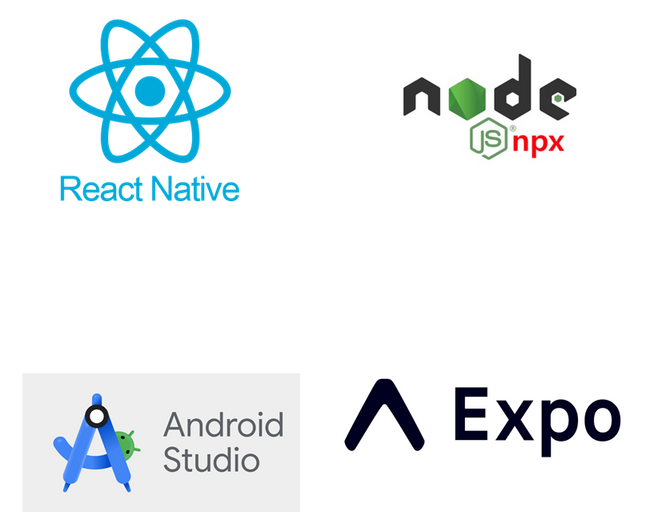 React Native
node
JS® npx
Android
Studio
Expo